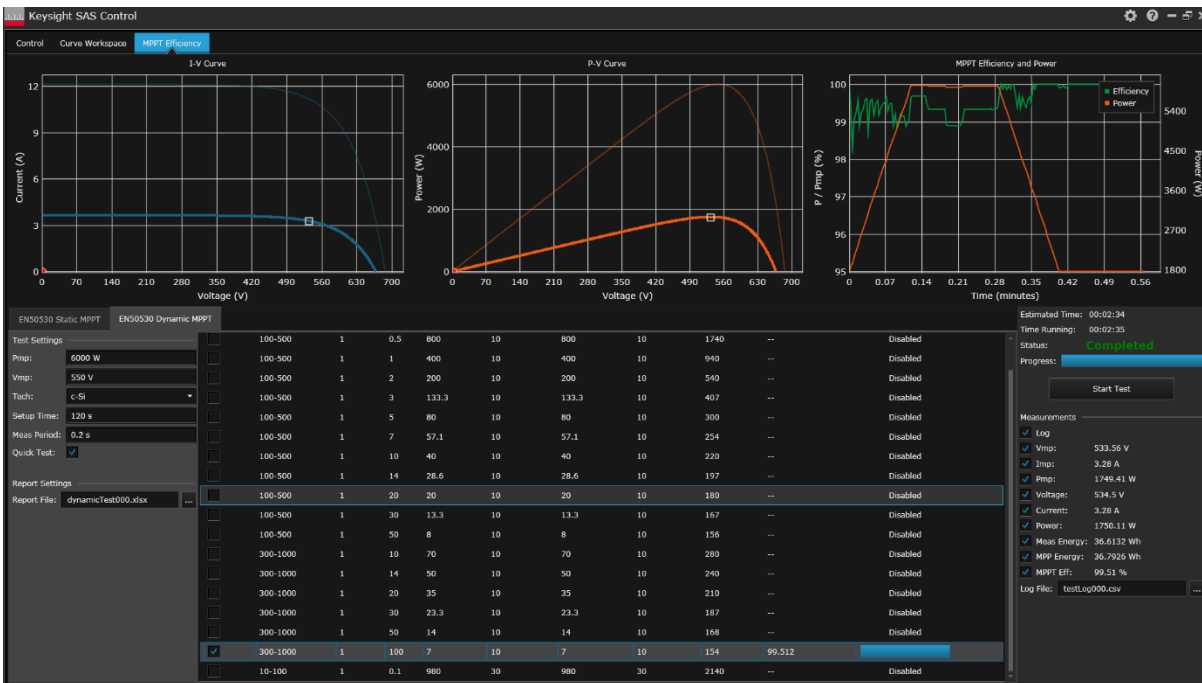 Keysight SAS Control
Control Curve Workspace MPPT Efficiency
I-V Curve
12
9
6
3
0
Current (A)
0 70 140 210 280 350 420 490 560 630 700
Voltage (V)
P-V Curve
6000
4000
2000
0
Power (W)
0 70 140 210 280 350 420 490 560 630 700
Voltage (V)
MPPT Efficiency and Power
100
99
98
97
96
95
P / Pmp (%)
Efficiency
Power
5400
4500
3600
2700
1800
Power (W)
0 0.07 0.14 0.21 0.28 0.35 0.42 0.49 0.56
Time (minutes)
EN50530 Static MPPT EN50530 Dynamic MPPT
Test Settings
Pmp: 6000 W
Vmp: 550 V
Tech: c-Si
Setup Time: 120 s
Meas Period: 0.2 s
Quick Test:
Report Settings
Report File: dynamicTest000.xlsx ...
100-500 1 0.5 800 10 800 10 1740 -- Disabled
100-500 1 1 400 10 400 10 940 -- Disabled
100-500 1 2 200 10 200 10 540 -- Disabled
100-500 1 3 133.3 10 133.3 10 407 -- Disabled
100-500 1 5 80 10 80 10 300 -- Disabled
100-500 1 7 57.1 10 57.1 10 254 -- Disabled
100-500 1 10 40 10 40 10 220 -- Disabled
100-500 1 14 28.6 10 28.6 10 197 -- Disabled
100-500 1 20 20 10 20 10 180 -- Disabled
100-500 1 30 13.3 10 13.3 10 167 -- Disabled
100-500 1 50 8 10 8 10 156 -- Disabled
300-1000 1 10 70 10 70 10 280 -- Disabled
300-1000 1 14 50 10 50 10 240 -- Disabled
300-1000 1 20 35 10 35 10 210 -- Disabled
300-1000 1 30 23.3 10 23.3 10 187 -- Disabled
300-1000 1 50 14 10 14 10 168 -- Disabled
300-1000 1 100 7 10 7 10 154 99.512
10-100 1 0.1 980 30 980 30 2140 -- Disabled
Estimated Time: 00:02:34
Time Running: 00:02:35
Status: Completed
Progress:
Start Test
Measurements
Log
Vmp: 533.56 V
Imp: 3.28 A
Pmp: 1749.41 W
Voltage: 534.5 V
Current: 3.28 A
Power: 1750.11 W
Meas Energy: 36.6132 Wh
MPP Energy: 36.7926 Wh
MPPT Eff: 99.51 %
Log File: testLog000.csv ...